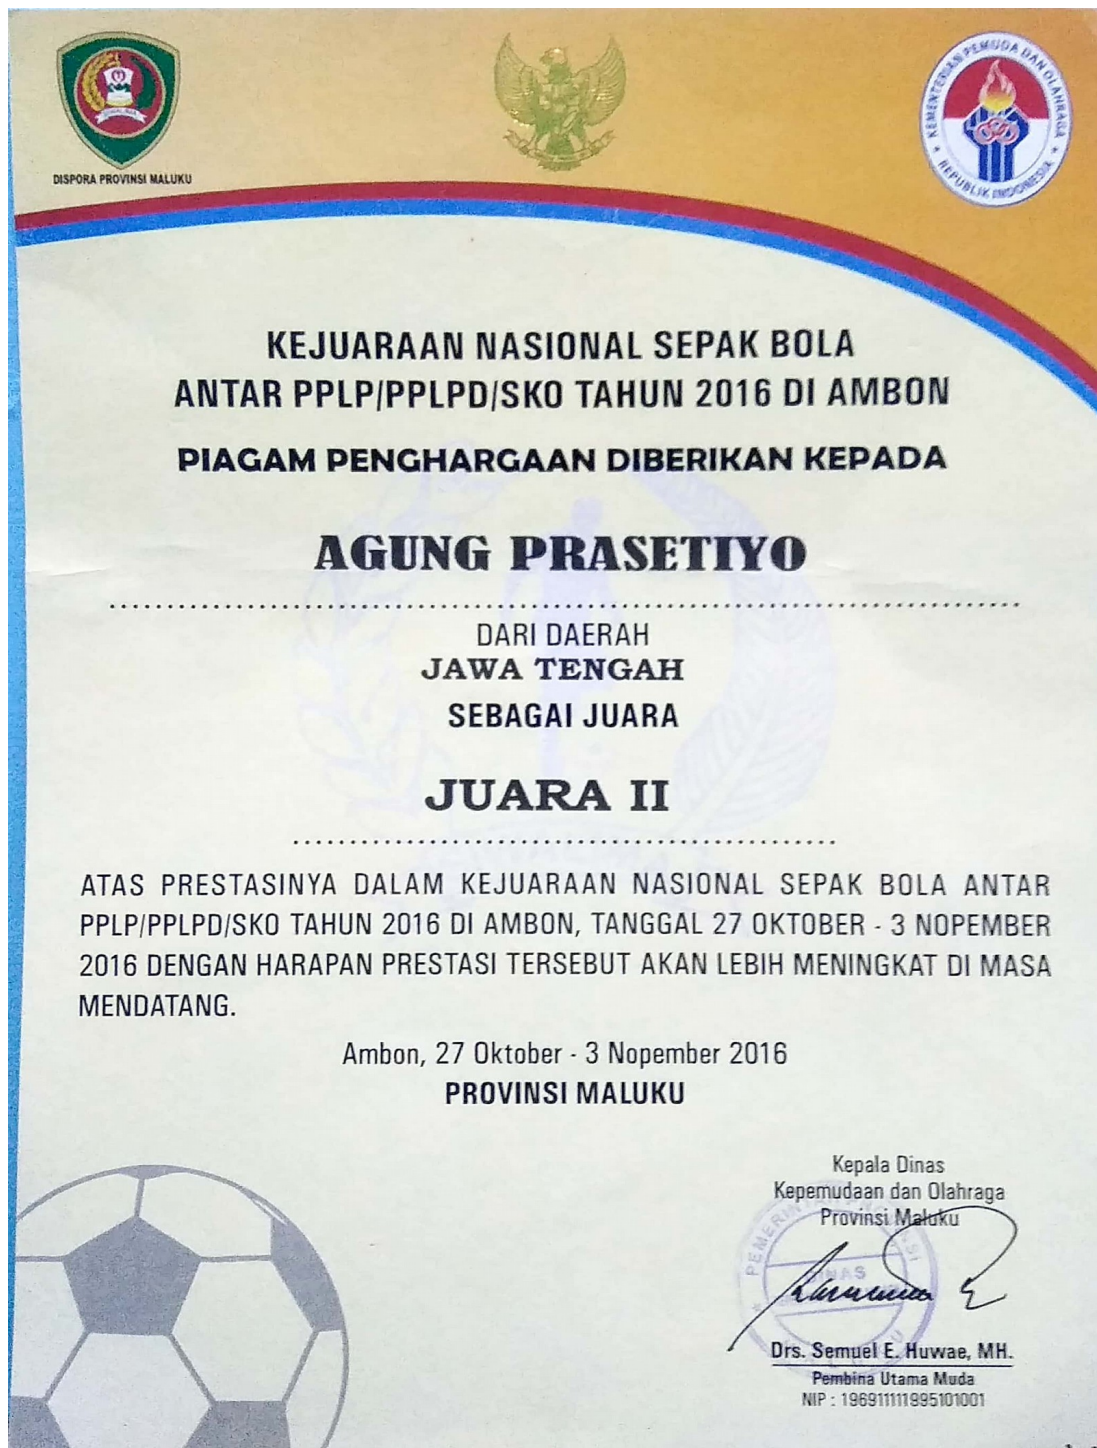 DISPORA PROVINSI MALUKU
KEMENTERIAN PEMUDA DAN OLAHRAGA
REPUBLIK INDONESIA
KEJUARAAN NASIONAL SEPAK BOLA
ANTAR PPLP/PPLPD/SKO TAHUN 2016 DI AMBON
PIAGAM PENGHARGAAN DIBERIKAN KEPADA
AGUNG PRASETIYO
DARI DAERAH
JAWA TENGAH
SEBAGAI JUARA
JUARA II
ATAS PRESTASINYA DALAM KEJUARAAN NASIONAL SEPAK BOLA ANTAR
PPLP/PPLPD/SKO TAHUN 2016 DI AMBON, TANGGAL 27 OKTOBER - 3 NOPEMBER
2016 DENGAN HARAPAN PRESTASI TERSEBUT AKAN LEBIH MENINGKAT DI MASA
MENDATANG.
Ambon, 27 Oktober - 3 Nopember 2016
PROVINSI MALUKU
Kepala Dinas
Kepemudaan dan Olahraga
Provinsi Maluku
PEMERINTAH PROVINSI
DINAS
Drs. Semuel E. Huwae, MH.
Pembina Utama Muda
NIP : 196911111995101001